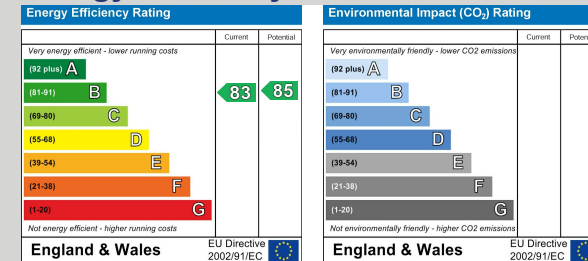 Energy Efficiency Rating
Current Potential
Very energy efficient - lower running costs
(92 plus) A
(81-91) B
83 85
(69-80) C
(55-68) D
(39-54) E
(21-38) F
(1-20) G
Not energy efficient - higher running costs
England & Wales
EU Directive
2002/91/EC
Environmental Impact (CO₂) Rating
Current
Very environmentally friendly - lower CO2 emissions
(92 plus) A
(81-91) B
(69-80) C
(55-68) D
(39-54) E
(21-38) F
(1-20) G
Not environmentally friendly - higher CO2 emissions
England & Wales
EU Directive
2002/91/EC